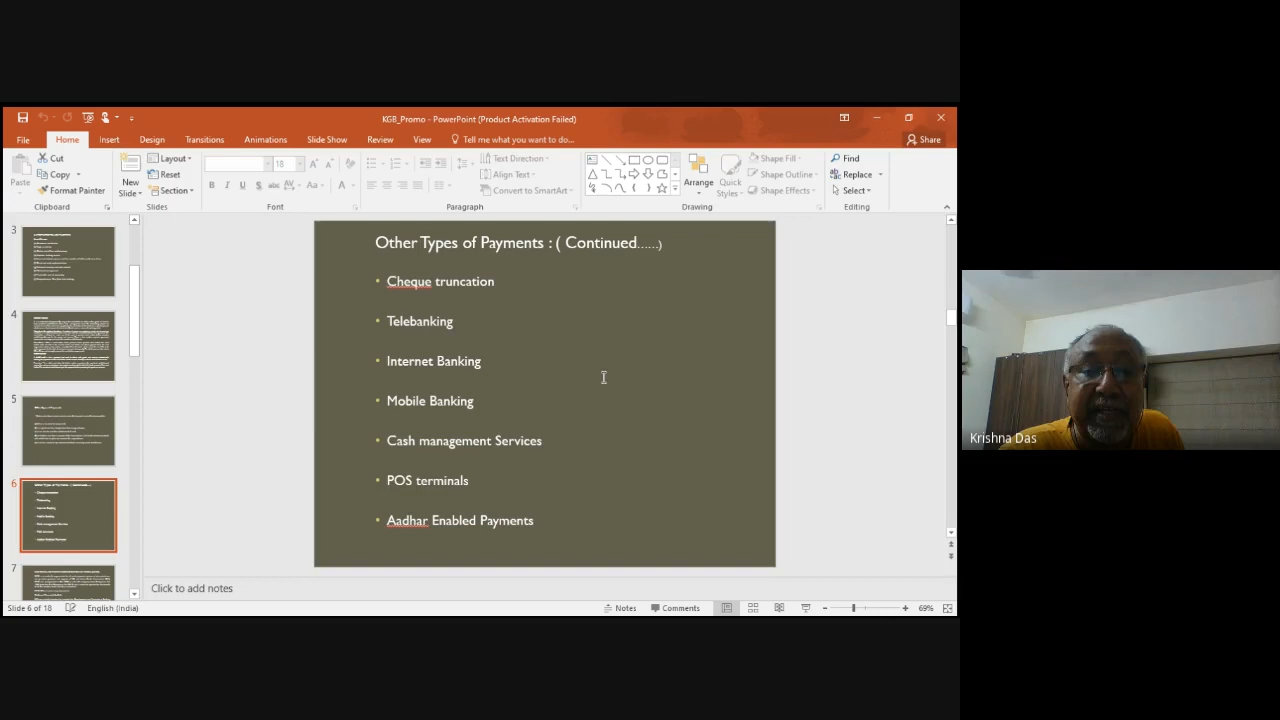 KGB_Promo - PowerPoint (Product Activation Failed)
File Home Insert Design Transitions Animations Slide Show Review View Tell me what you want to do... Share
Paste
Cut
Copy
Format Painter
Clipboard
New Slide
Layout
Reset
Section
Slides
18
B I U S abc AV Aa A
Font
Text Direction
Align Text
Convert to SmartArt
Paragraph
Arrange
Quick Styles
Shape Fill
Shape Outline
Shape Effects
Drawing
Find
Replace
Select
Editing
3
4
5
6
7
Other Types of Payments : ( Continued......)
• Cheque truncation
• Telebanking
• Internet Banking
• Mobile Banking
• Cash management Services
• POS terminals
• Aadhar Enabled Payments
Click to add notes
Slide 6 of 18 English (India) Notes Comments 69%
Krishna Das